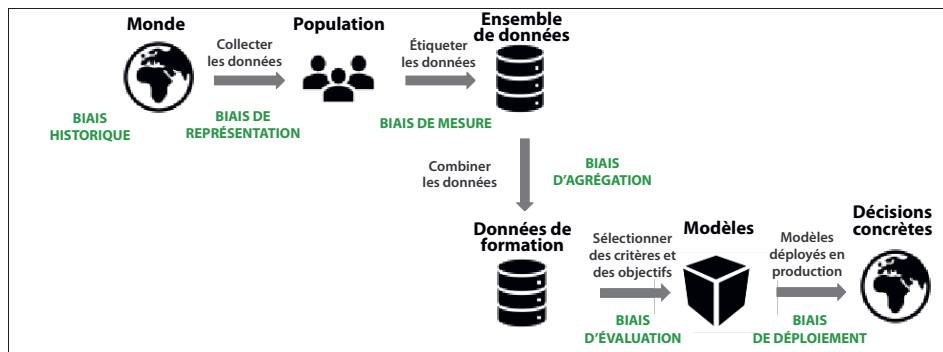 Monde
Collecter
les données
Population
Étiqueter
les données
Ensemble
de données
BIAIS
HISTORIQUE
BIAIS DE
REPRÉSENTATION
BIAIS DE MESURE
Combiner
les données
BIAIS
D'AGRÉGATION
Données de
formation
Sélectionner
des critères et
des objectifs
Modèles
Modèles
déployés en
production
Décisions
concrètes
BIAIS
D'ÉVALUATION
BIAIS
DE DÉPLOIEMENT